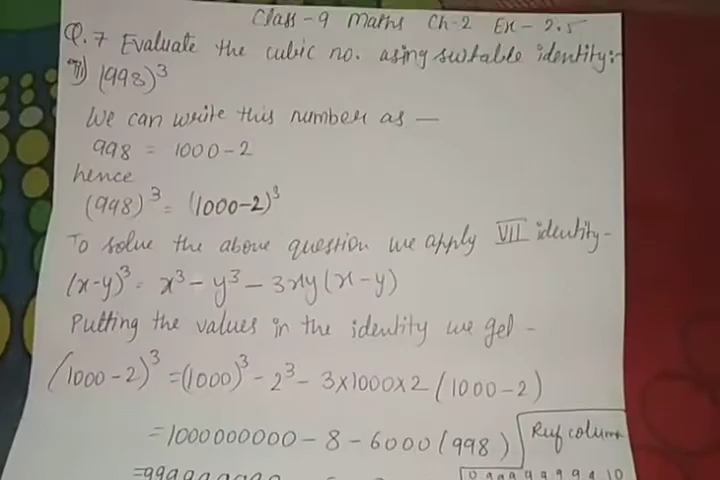 Class-9 Maths Ch-2 Ex-2.5
Q.7 Evaluate the cubic no. using suitable identity:-
iii) (998)³
We can write this number as —
998 = 1000-2
hence
(998)³ = (1000-2)³
To solve the above question we apply VII identity-
(x-y)³ = x³ - y³ - 3xy(x-y)
Putting the values in the identity we get -
(1000-2)³ = (1000)³ - 2³ - 3×1000×2 (1000-2)
= 1000000000 - 8 - 6000 (998)
Ruf column